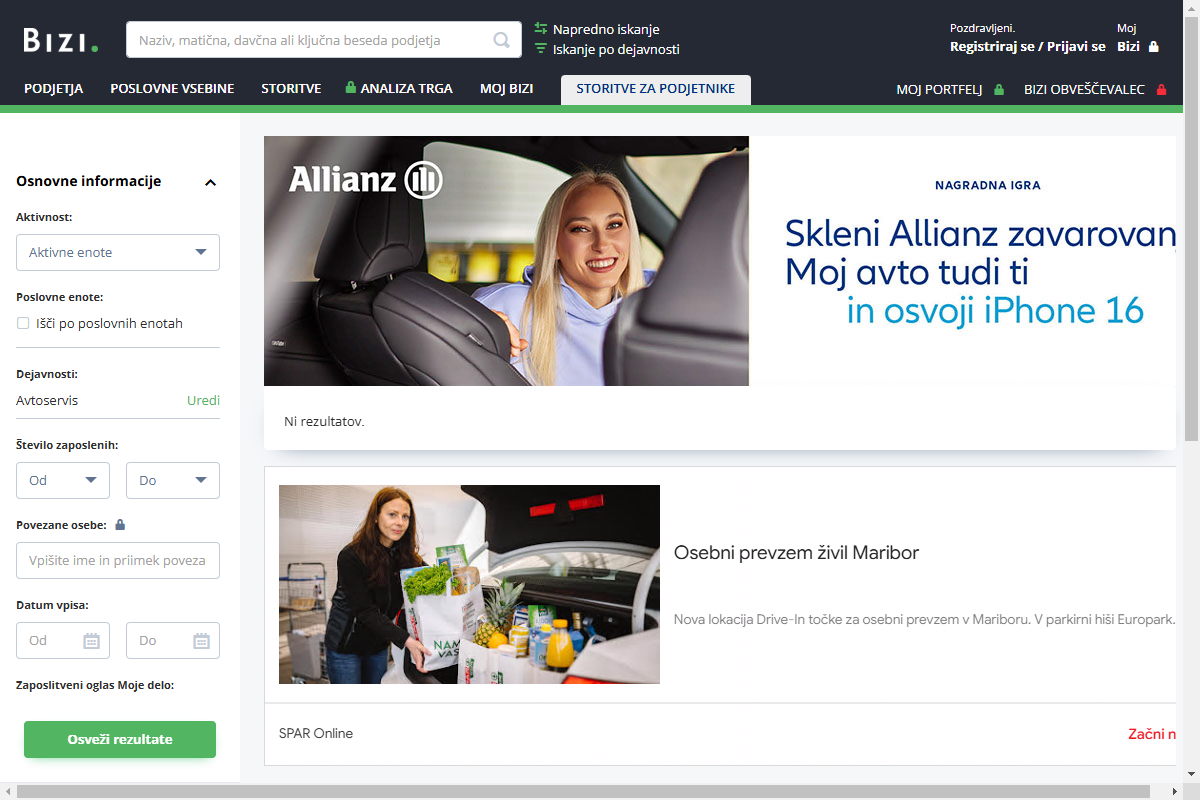 Bizi.
Naziv, matična, davčna ali ključna beseda podjetja
Napredno iskanje
Iskanje po dejavnosti
Pozdravljeni.
Registriraj se / Prijavi se
Moj
Bizi
PODJETJA
POSLOVNE VSEBINE
STORITVE
ANALIZA TRGA
MOJ BIZI
STORITVE ZA PODJETNIKE
MOJ PORTFELJ
BIZI OBVEŠČEVALEC
Osnovne informacije
Aktivnost:
Aktivne enote
Poslovne enote:
Išči po poslovnih enotah
Dejavnosti:
Avtoservis
Uredi
Število zaposlenih:
Od
Do
Povezane osebe:
Vpišite ime in priimek poveza
Datum vpisa:
Od
Do
Zaposlitveni oglas Moje delo:
Osveži rezultate
Allianz
NAGRADNA IGRA
Skleni Allianz zavarovan
Moj avto tudi ti
in osvoji iPhone 16
Ni rezultatov.
Osebni prevzem živil Maribor
Nova lokacija Drive-In točke za osebni prevzem v Mariboru. V parkirni hiši Europark.
SPAR Online
Začni n